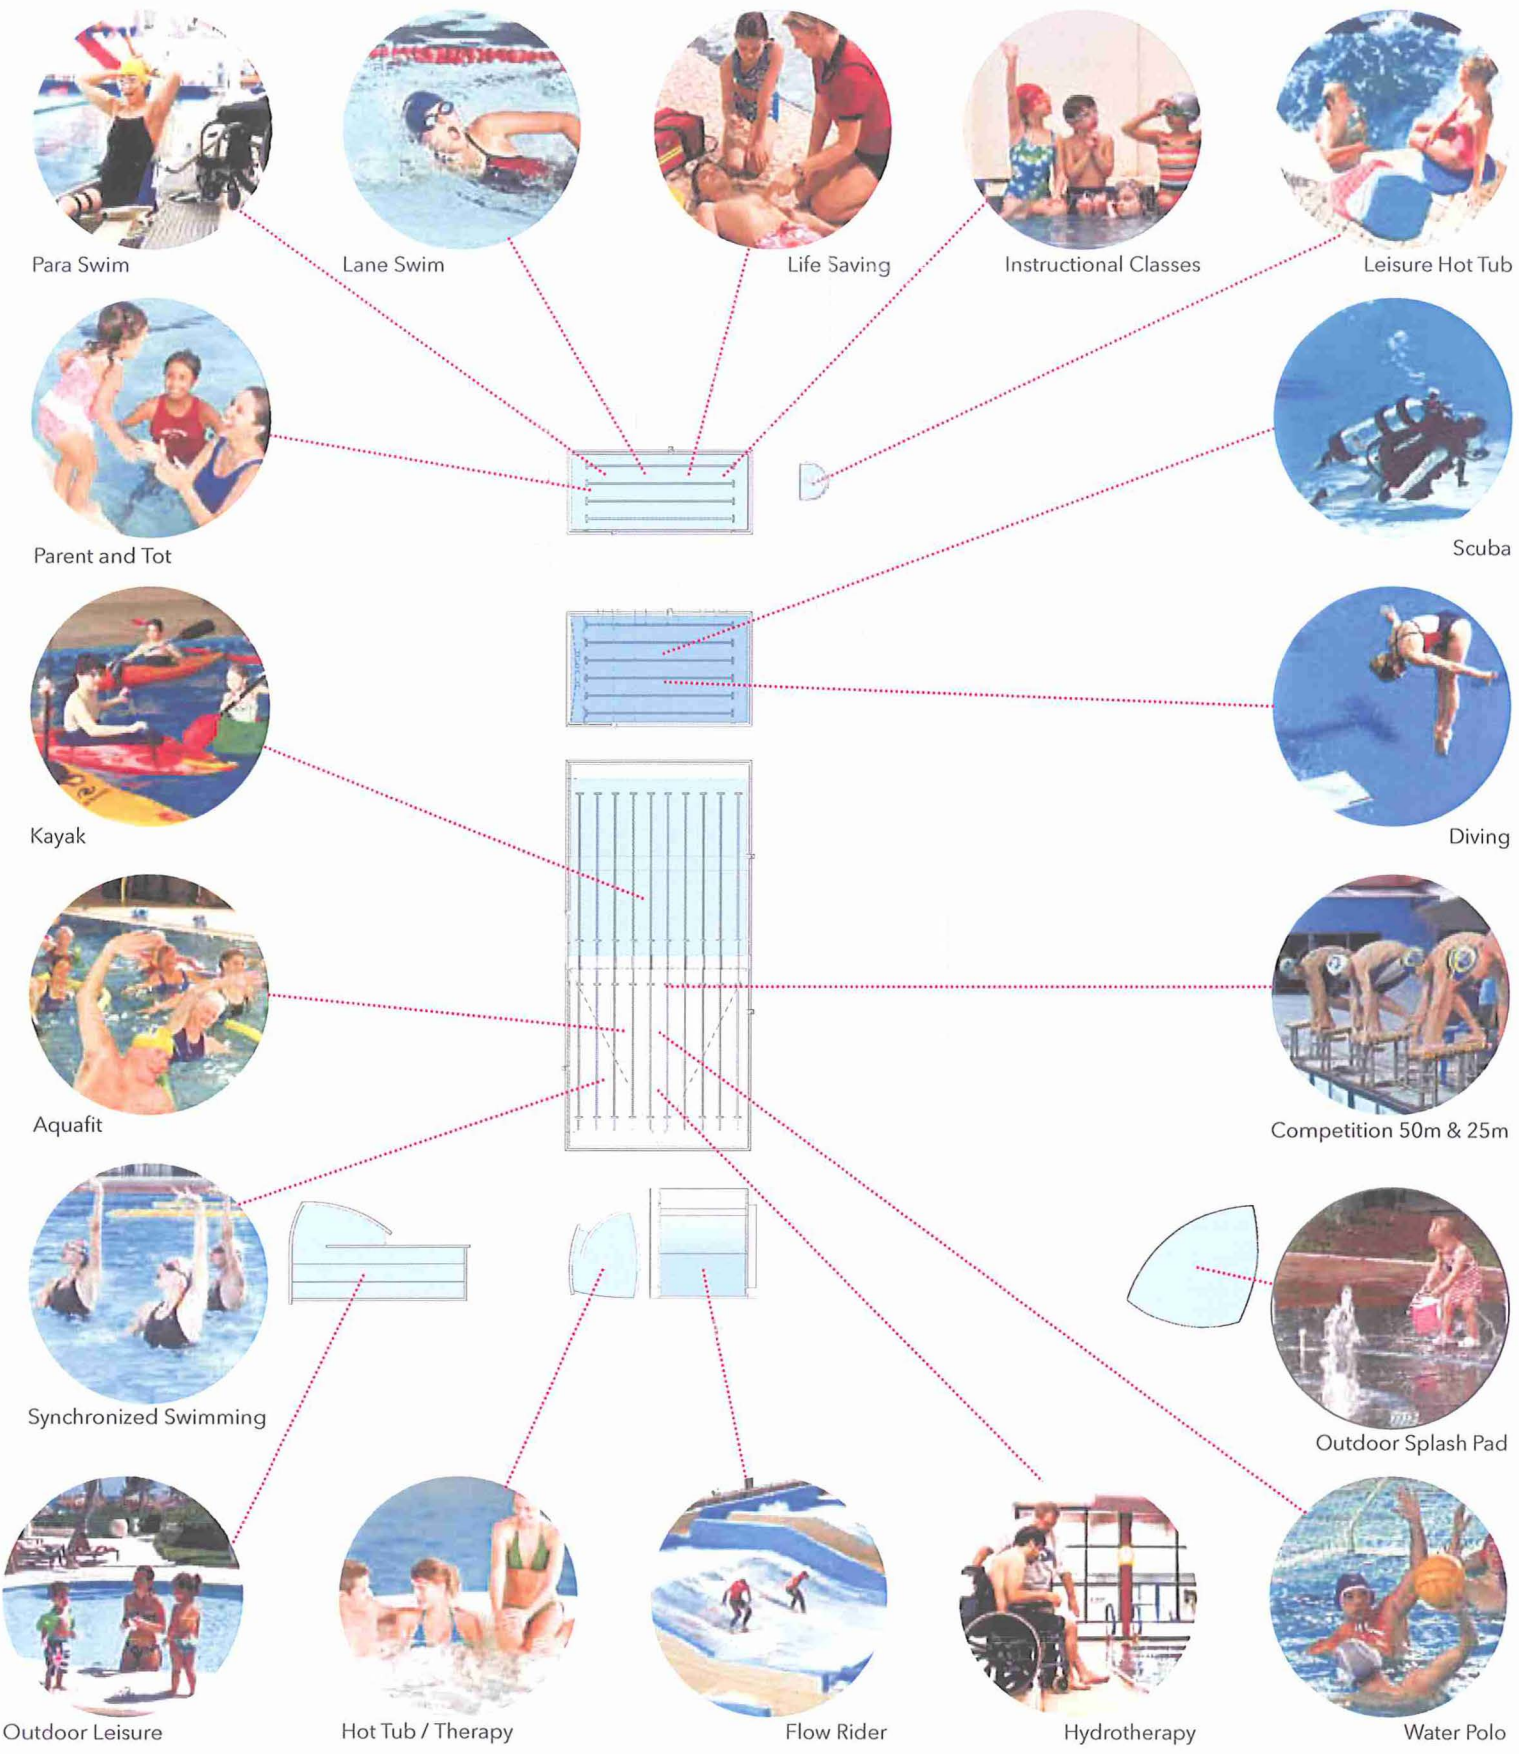 Para Swim
Lane Swim
Life Saving
Instructional Classes
Leisure Hot Tub
Parent and Tot
Scuba
Kayak
Diving
Aquafit
Competition 50m & 25m
Synchronized Swimming
Outdoor Splash Pad
Outdoor Leisure
Hot Tub / Therapy
Flow Rider
Hydrotherapy
Water Polo